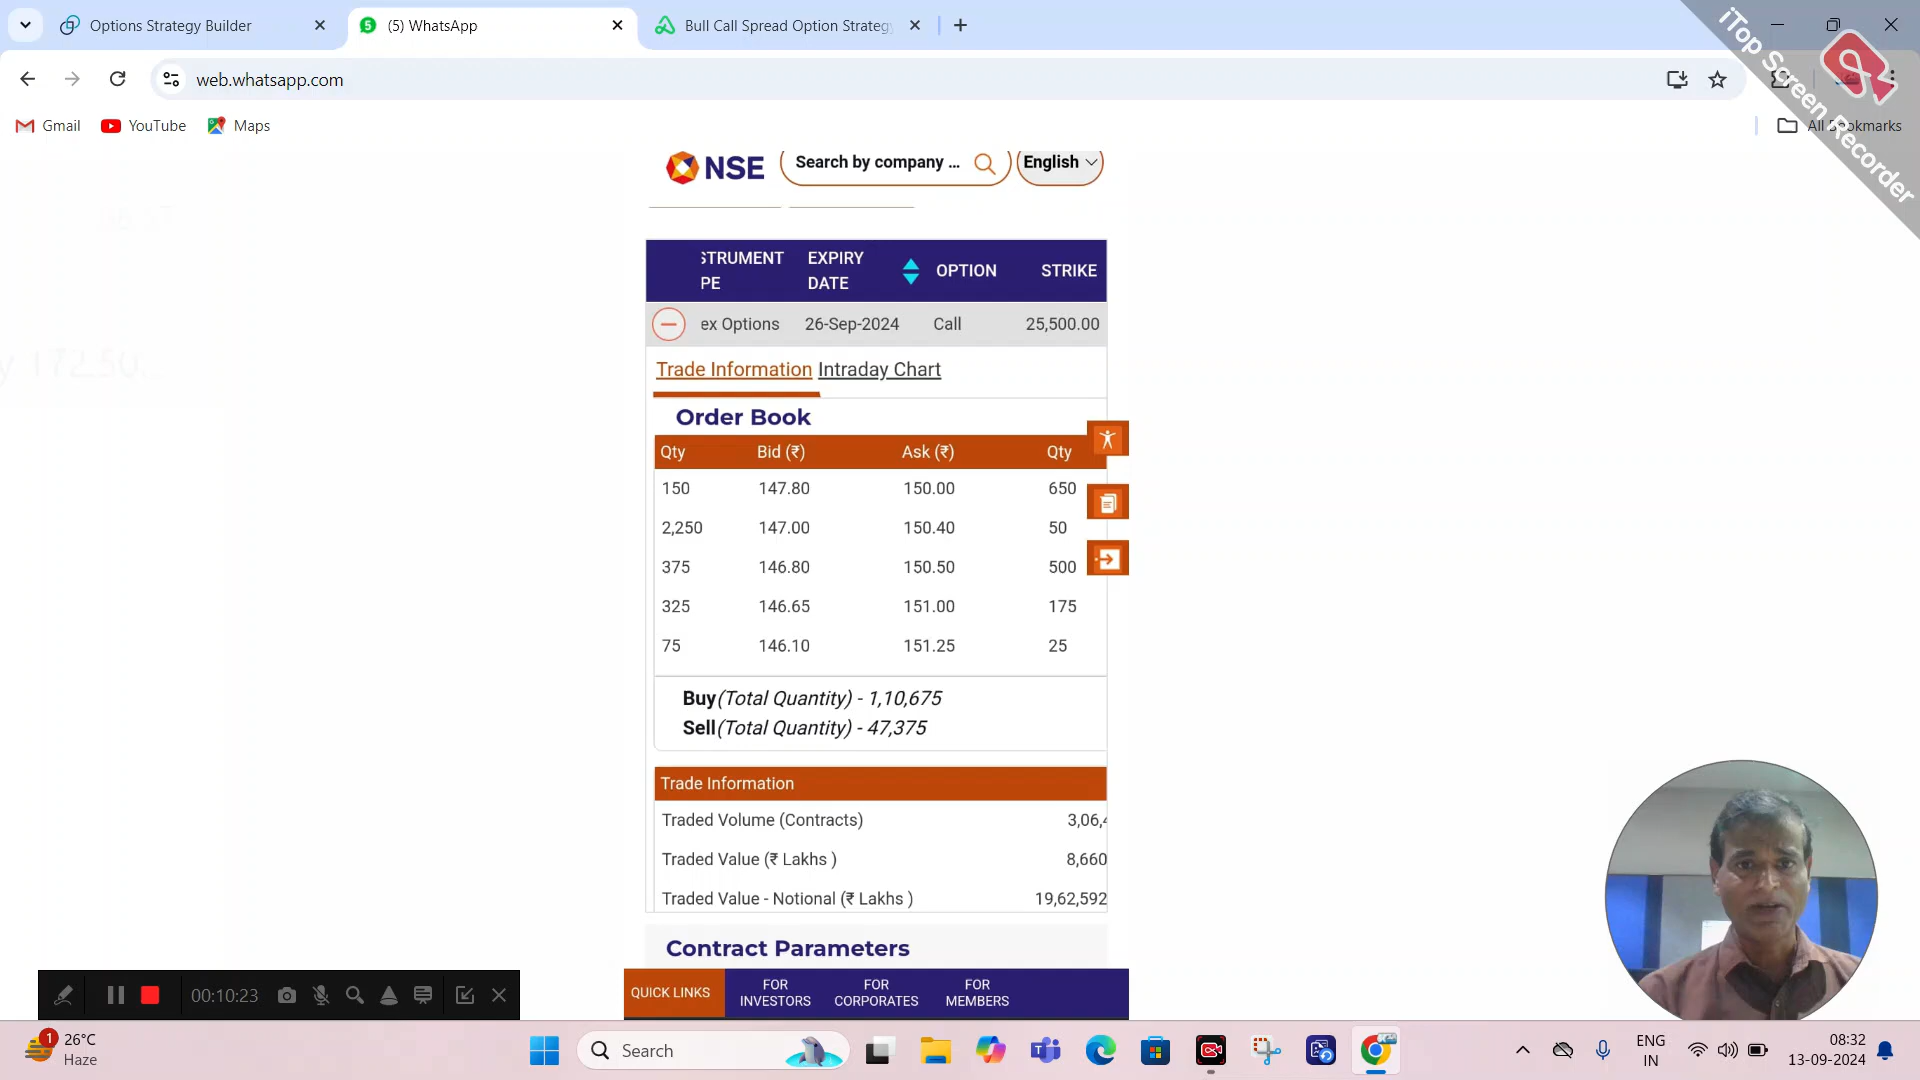 Options Strategy Builder
(5) WhatsApp
Bull Call Spread Option Strateg
web.whatsapp.com
Gmail
YouTube
Maps
All Bookmarks
iTop Screen Recorder
NSE
Search by company ...
English
STRUMENT
PE
EXPIRY
DATE
OPTION
STRIKE
ex Options 26-Sep-2024 Call 25,500.00
Trade Information Intraday Chart
Order Book
Qty Bid (₹) Ask (₹) Qty
150 147.80 150.00 650
2,250 147.00 150.40 50
375 146.80 150.50 500
325 146.65 151.00 175
75 146.10 151.25 25
Buy(Total Quantity) - 1,10,675
Sell(Total Quantity) - 47,375
Trade Information
Traded Volume (Contracts) 3,06,4
Traded Value (₹ Lakhs ) 8,660
Traded Value - Notional (₹ Lakhs ) 19,62,592
Contract Parameters
QUICK LINKS
FOR
INVESTORS
FOR
CORPORATES
FOR
MEMBERS
00:10:23
1
26°C
Haze
Search
ENG
IN
08:32
13-09-2024